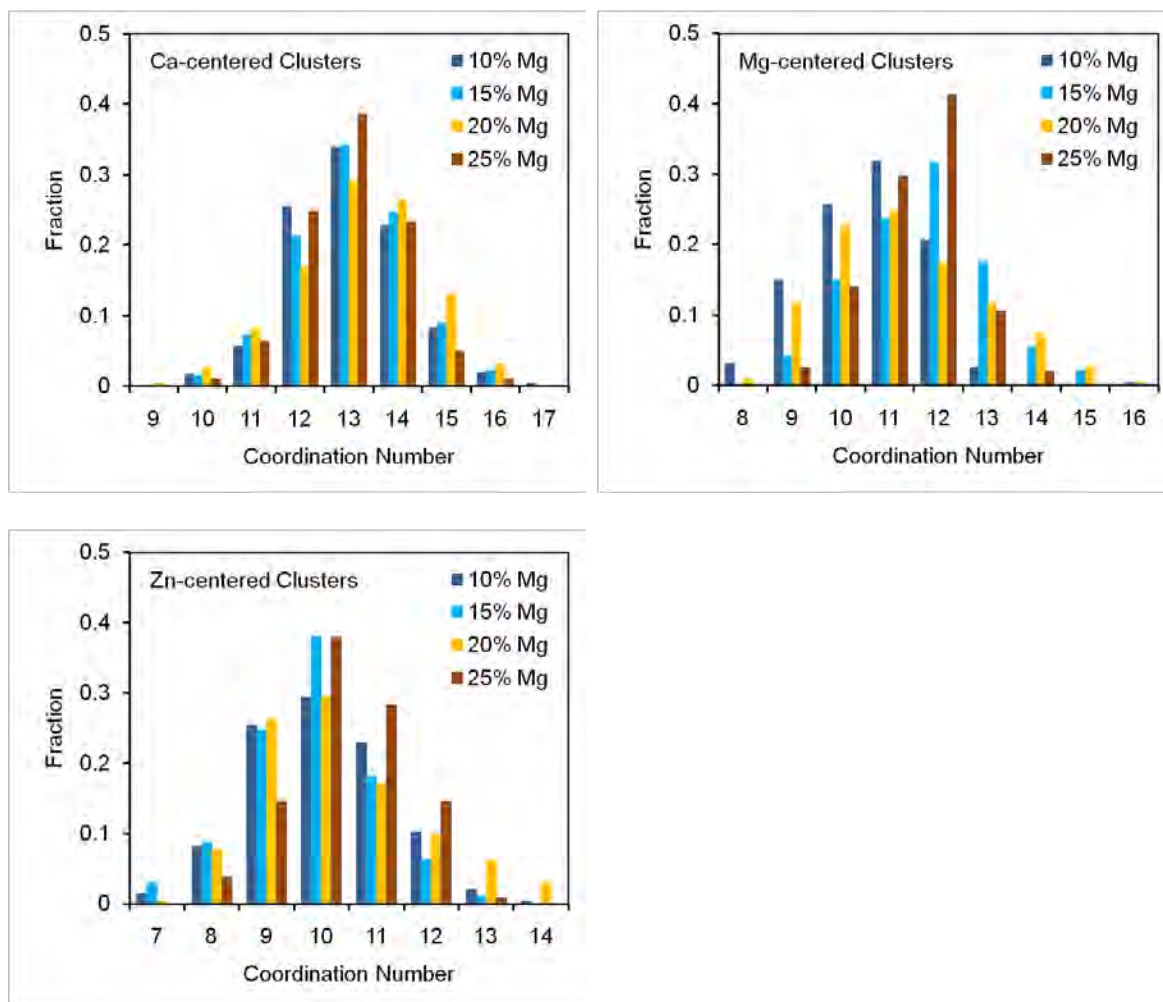 Ca-centered Clusters
10% Mg
15% Mg
20% Mg
25% Mg
0.5
0.4
0.3
0.2
0.1
0
Fraction
9 10 11 12 13 14 15 16 17
Coordination Number
Mg-centered Clusters
10% Mg
15% Mg
20% Mg
25% Mg
0.5
0.4
0.3
0.2
0.1
0
Fraction
8 9 10 11 12 13 14 15 16
Coordination Number
Zn-centered Clusters
10% Mg
15% Mg
20% Mg
25% Mg
0.5
0.4
0.3
0.2
0.1
0
Fraction
7 8 9 10 11 12 13 14
Coordination Number